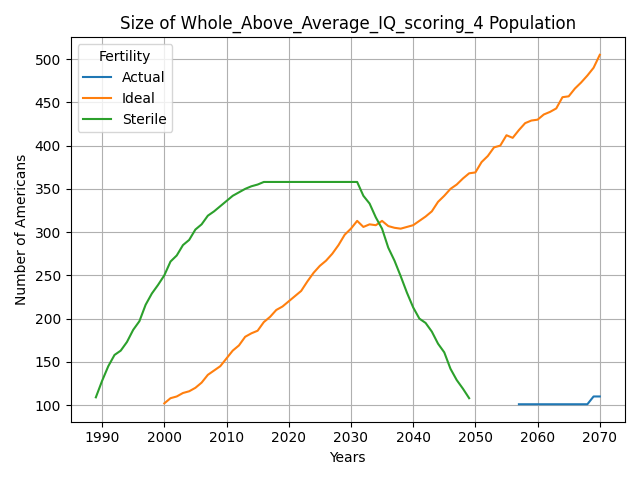 Size of Whole_Above_Average_IQ_scoring_4 Population
Fertility
Actual
Ideal
Sterile
Number of Americans
500
450
400
350
300
250
200
150
100
1990 2000 2010 2020 2030 2040 2050 2060 2070
Years